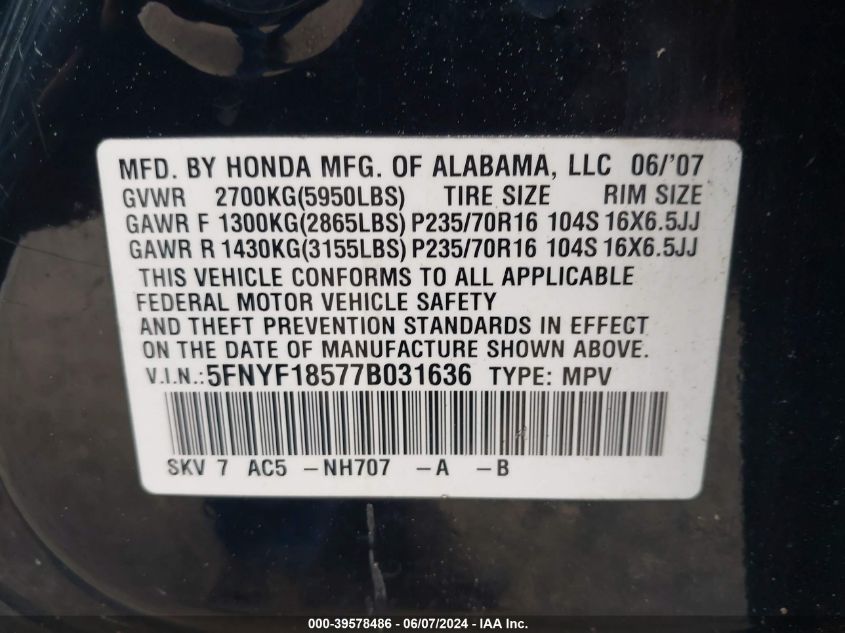 MFD. BY HONDA MFG. OF ALABAMA, LLC 06/'07
GVWR 2700KG(5950LBS) TIRE SIZE RIM SIZE
GAWR F 1300KG(2865LBS) P235/70R16 104S 16X6.5JJ
GAWR R 1430KG(3155LBS) P235/70R16 104S 16X6.5JJ
THIS VEHICLE CONFORMS TO ALL APPLICABLE
FEDERAL MOTOR VEHICLE SAFETY
AND THEFT PREVENTION STANDARDS IN EFFECT
ON THE DATE OF MANUFACTURE SHOWN ABOVE.
V.I.N.: 5FNYF18577B031636 TYPE: MPV
SKV 7 AC5 -NH707 -A -B
000-39578486 - 06/07/2024 - IAA Inc.